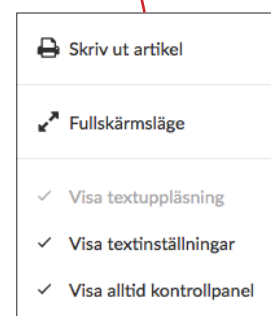 Skriv ut artikel
Fullskärmsläge
Visa textuppläsning
Visa textinställningar
Visa alltid kontrollpanel